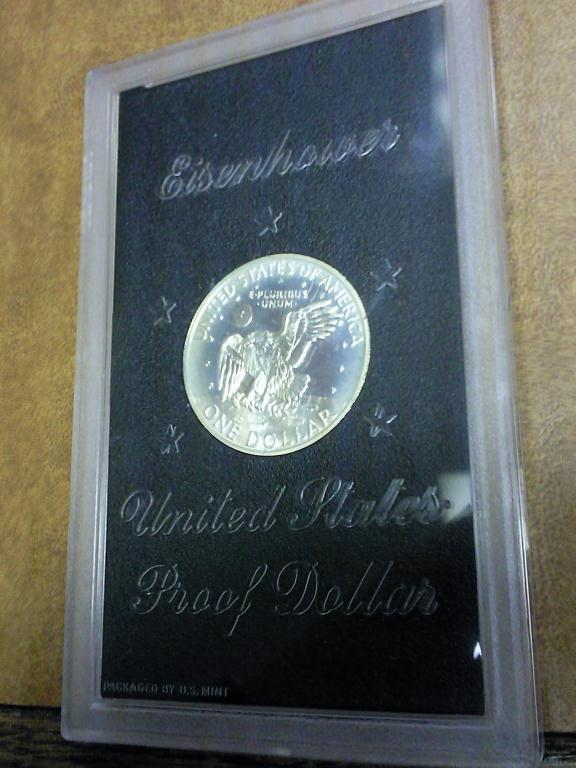 Eisenhower
UNITED STATES OF AMERICA
E·PLURIBUS
·UNUM·
ONE DOLLAR
United States
Proof Dollar
PACKAGED BY U.S. MINT